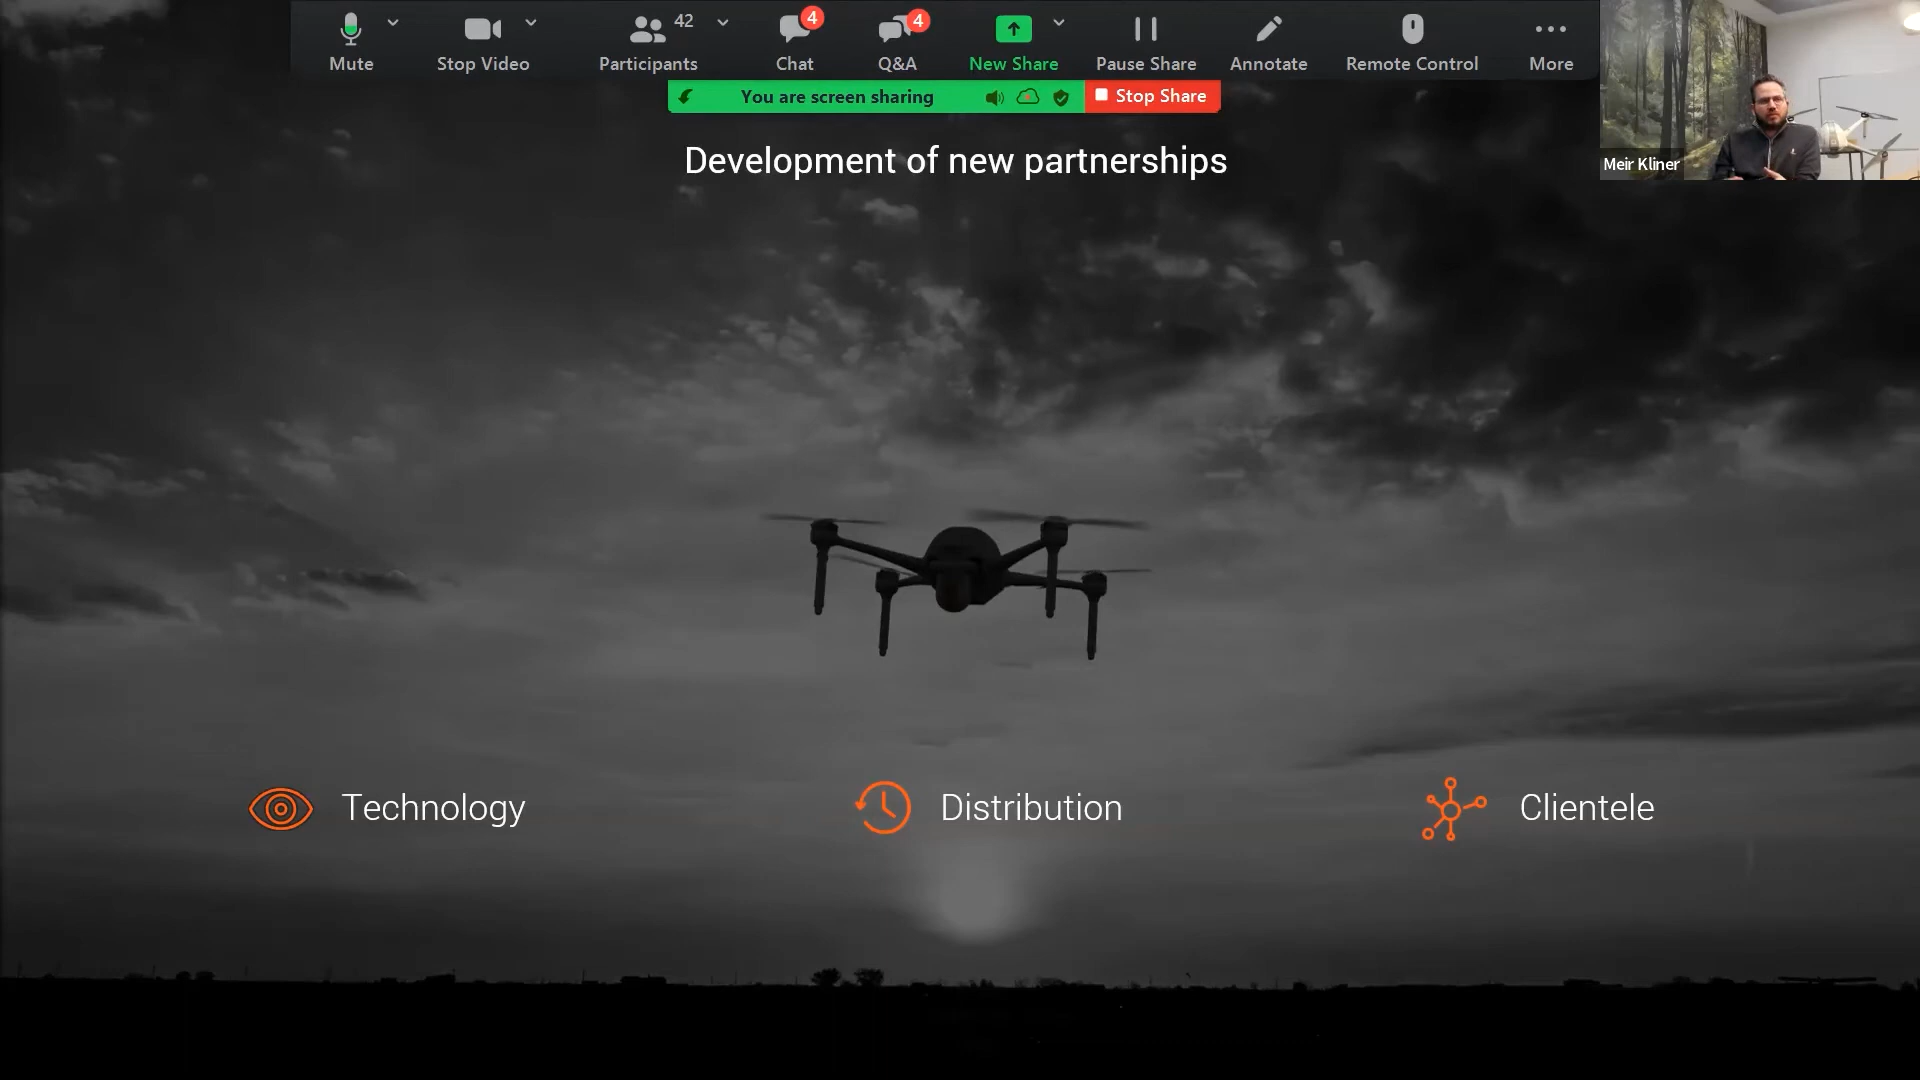 42
4
4
Mute
Stop Video
Participants
Chat
Q&A
New Share
Pause Share
Annotate
Remote Control
More
You are screen sharing
Stop Share
Development of new partnerships
Meir Kliner
Technology
Distribution
Clientele